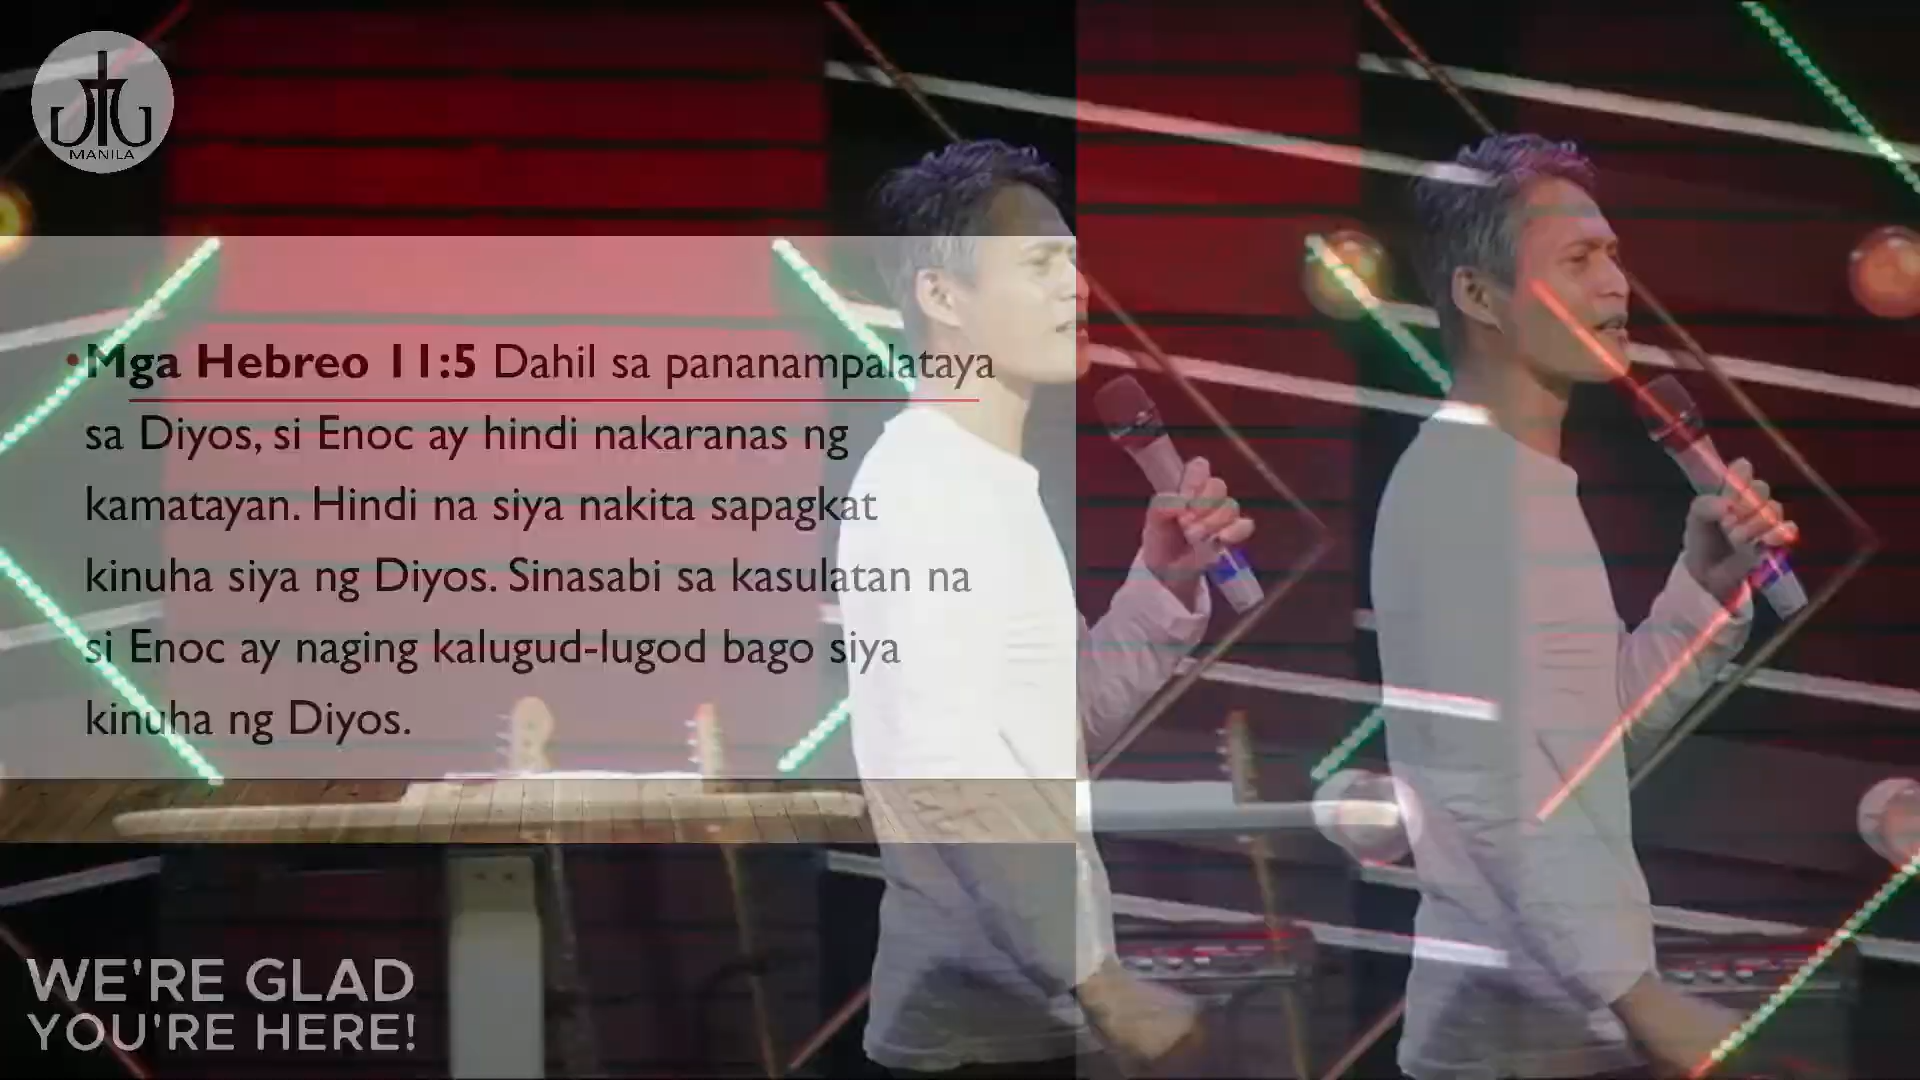 JTG
MANILA
•Mga Hebreo 11:5 Dahil sa pananampalataya
sa Diyos, si Enoc ay hindi nakaranas ng
kamatayan. Hindi na siya nakita sapagkat
kinuha siya ng Diyos. Sinasabi sa kasulatan na
si Enoc ay naging kalugud-lugod bago siya
kinuha ng Diyos.
WE'RE GLAD
YOU'RE HERE!